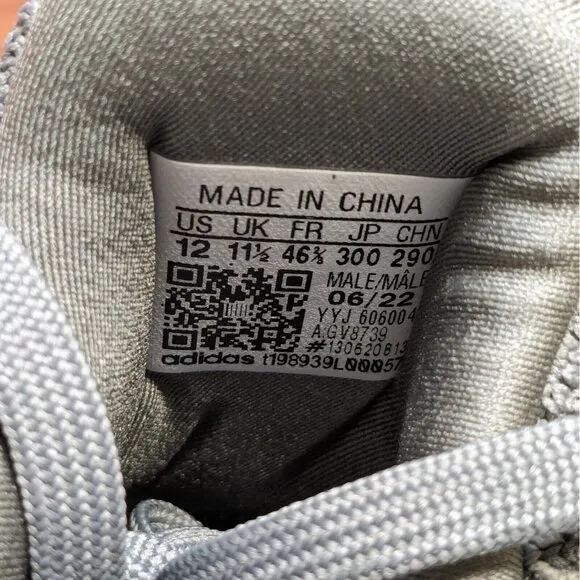 MADE IN CHINA
US UK FR JP CHN
12 11½ 46⅔ 300 290
MALE/MÂLE
06/22
YYJ 606004
A.GV8739
#130620813
adidas t198939L00057